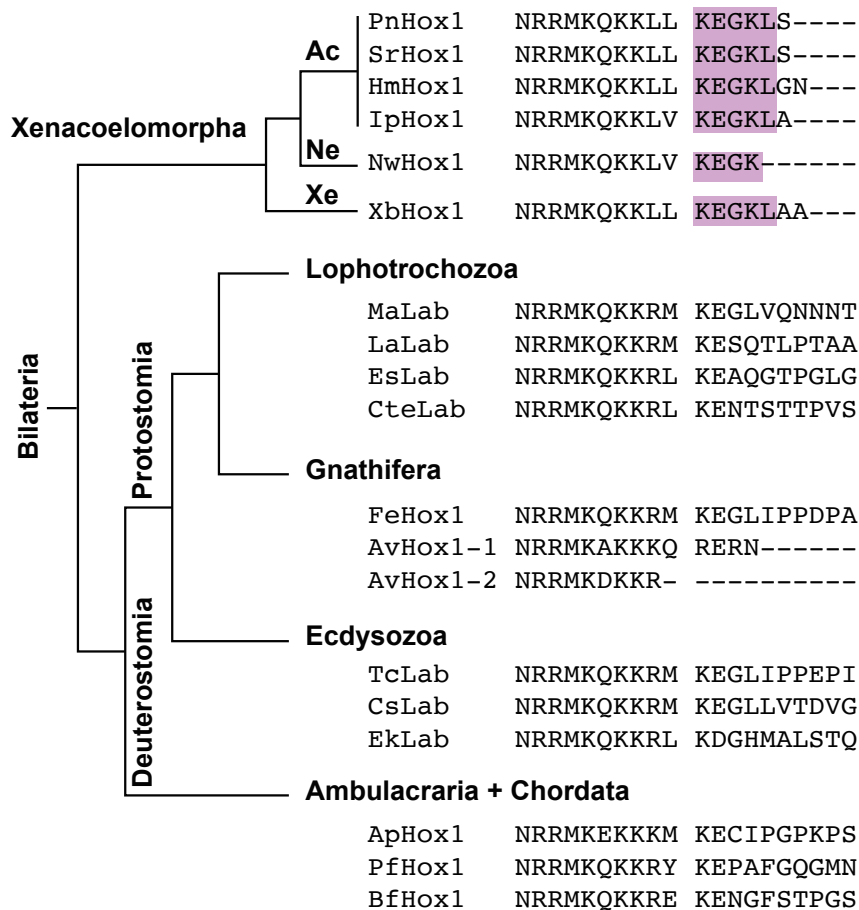 PnHox1 NRRMKQKKLL KEGKLS----
SrHox1 NRRMKQKKLL KEGKLS----
Ac
HmHox1 NRRMKQKKLL KEGKLGN---
IpHox1 NRRMKQKKLV KEGKLA----
Xenacoelomorpha
Ne
NwHox1 NRRMKQKKLV KEGK------
Xe
XbHox1 NRRMKQKKLL KEGKLAA---
Lophotrochozoa
MaLab NRRMKQKKRM KEGLVQNNNT
LaLab NRRMKQKKRM KESQTLPTAA
EsLab NRRMKQKKRL KEAQGTPGLG
CteLab NRRMKQKKRL KENTSTTPVS
Bilateria
Protostomia
Gnathifera
FeHox1 NRRMKQKKRM KEGLIPPDPA
AvHox1-1 NRRMKAKKKQ RERN------
AvHox1-2 NRRMKDKKR- ----------
Deuterostomia
Ecdysozoa
TcLab NRRMKQKKRM KEGLIPPEPI
CsLab NRRMKQKKRM KEGLLVTDVG
EkLab NRRMKQKKRL KDGHMALSTQ
Ambulacraria + Chordata
ApHox1 NRRMKEKKKM KECIPGPKPS
PfHox1 NRRMKQKKRY KEPAFGQGMN
BfHox1 NRRMKQKKRE KENGFSTPGS